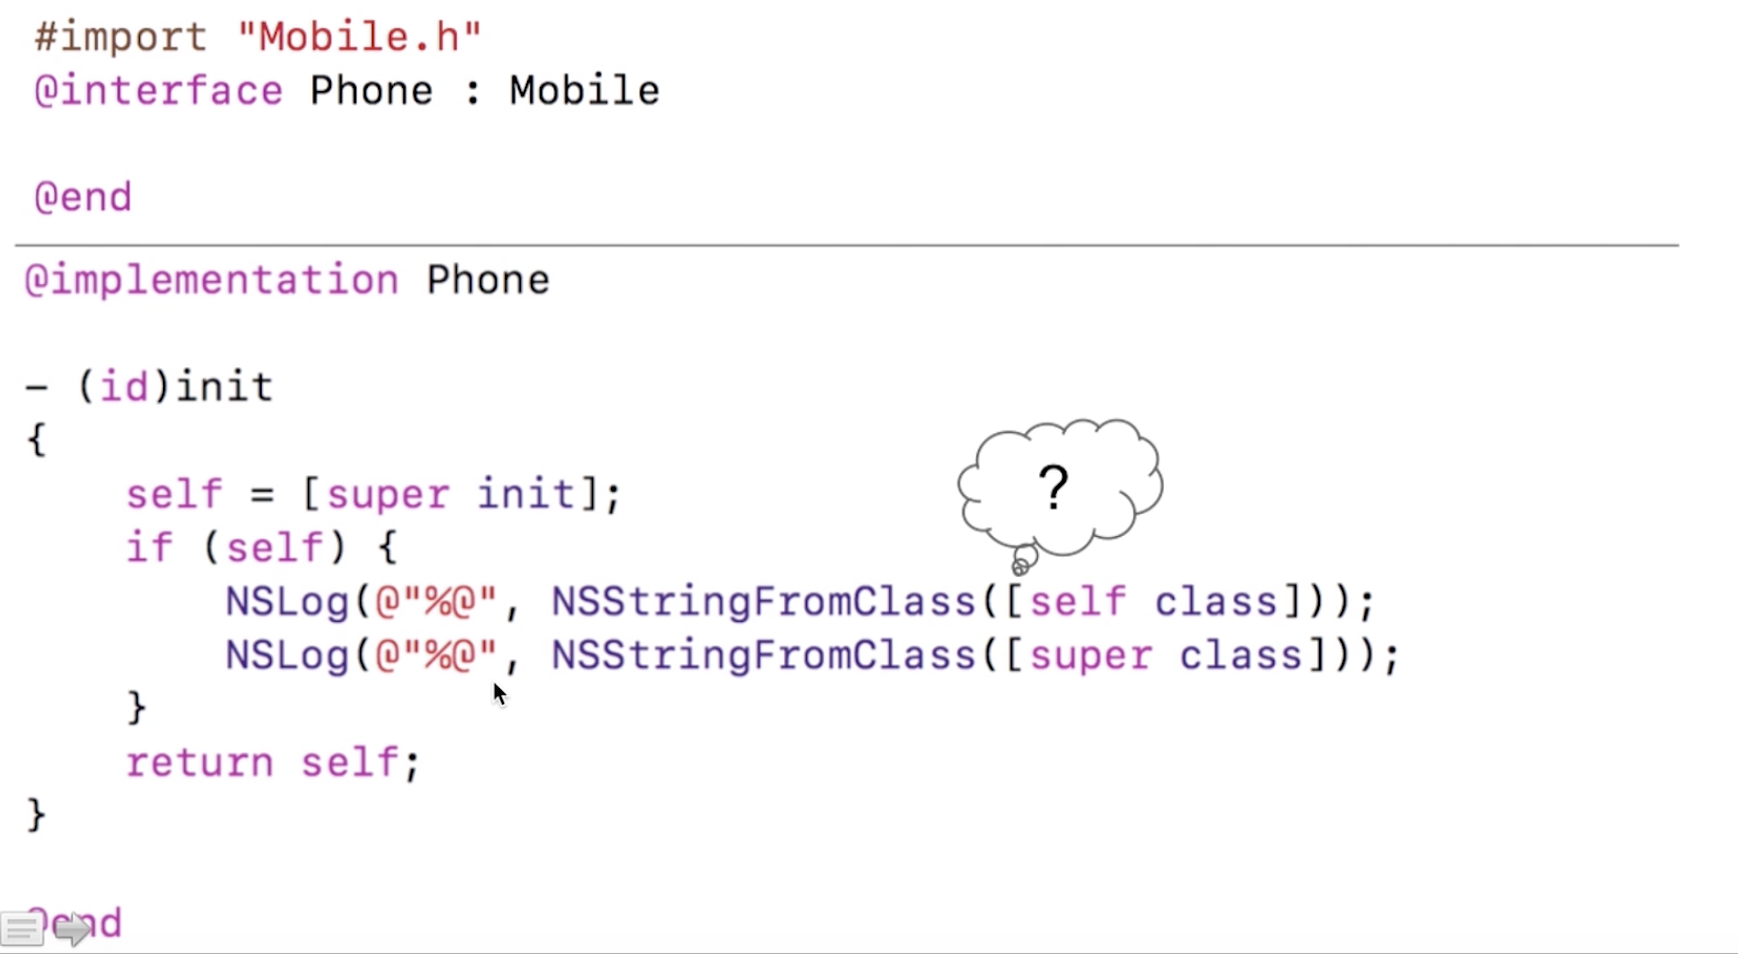 #import "Mobile.h"
@interface Phone : Mobile
@end
@implementation Phone
- (id)init
{
self = [super init];
if (self) {
?
NSLog(@"%@", NSStringFromClass([self class]));
NSLog(@"%@", NSStringFromClass([super class]));
}
return self;
}
@end